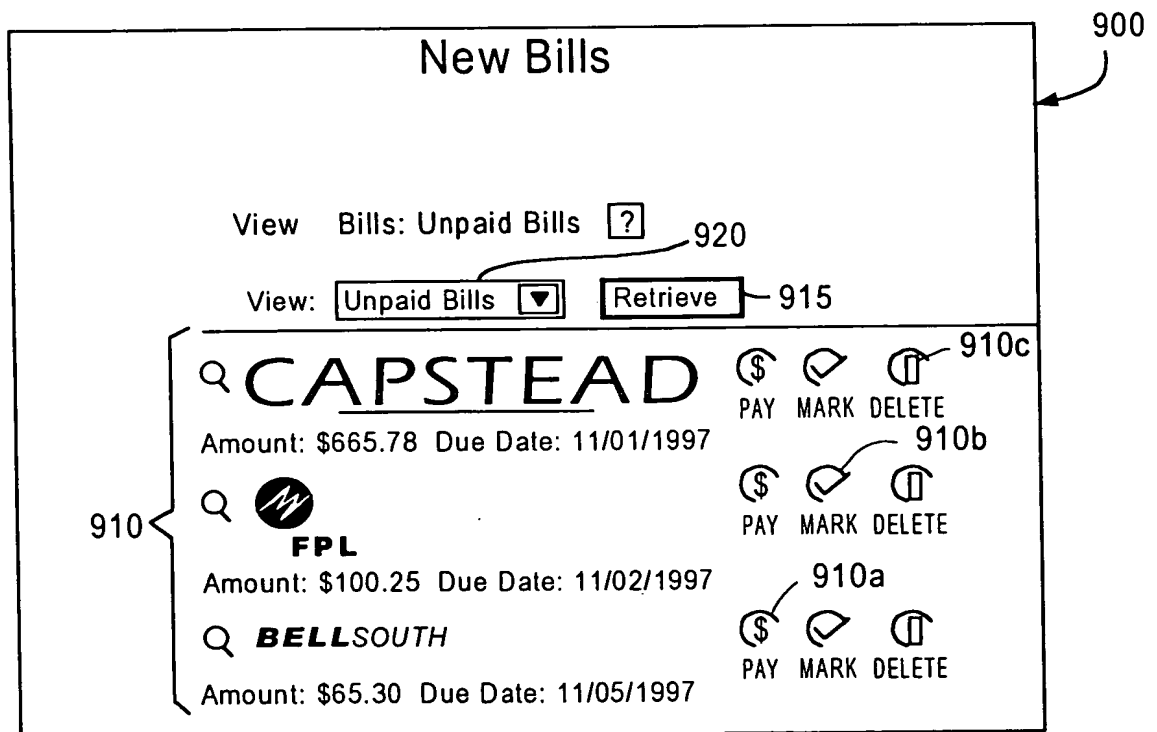 900
New Bills
View Bills: Unpaid Bills ?
920
View: Unpaid Bills Retrieve 915
CAPSTEAD $ 910c
PAY MARK DELETE
Amount: $665.78 Due Date: 11/01/1997 910b
$
910 PAY MARK DELETE
FPL
Amount: $100.25 Due Date: 11/02/1997 910a
BELLSOUTH $
PAY MARK DELETE
Amount: $65.30 Due Date: 11/05/1997